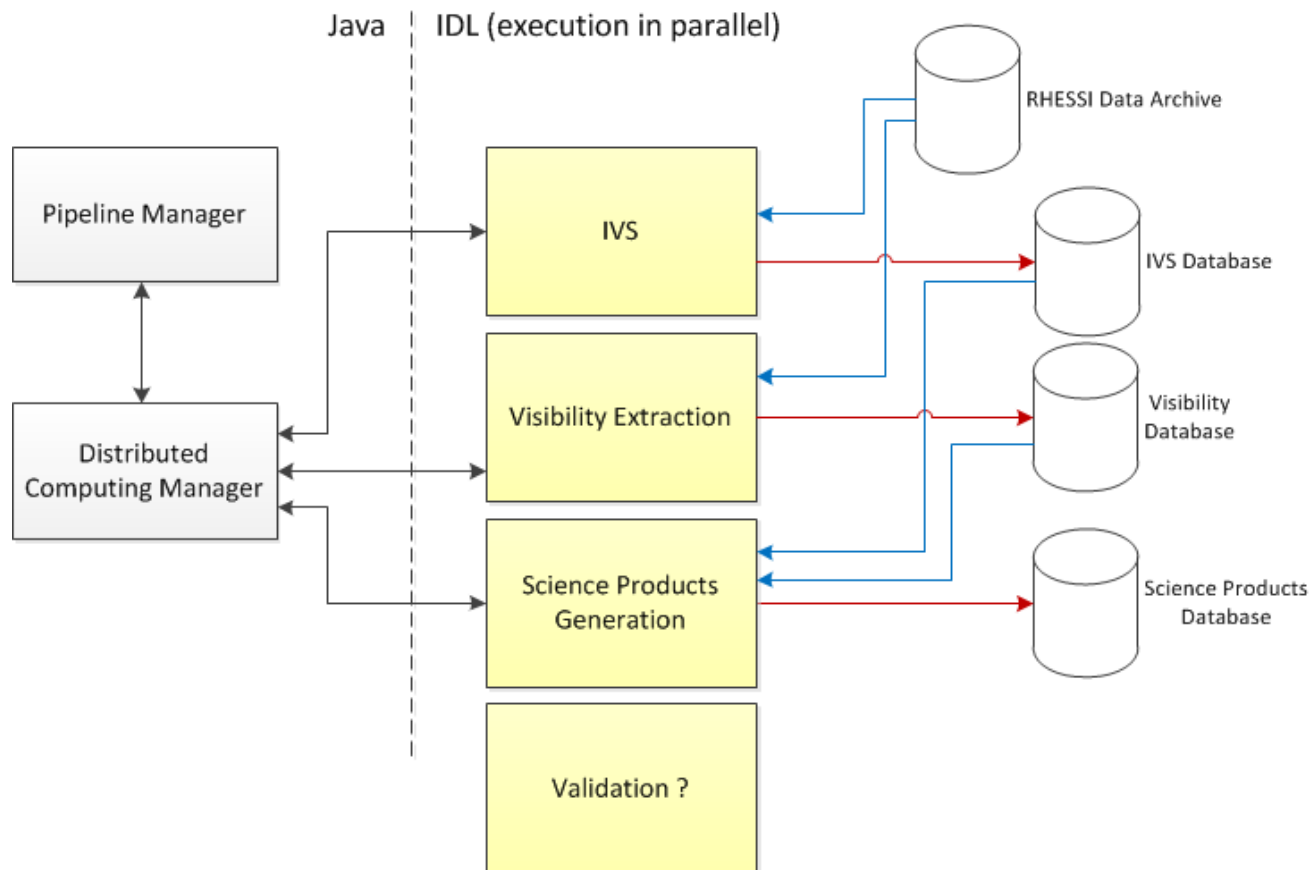 Java
IDL (execution in parallel)
RHESSI Data Archive
Pipeline Manager
IVS
IVS Database
Visibility Extraction
Visibility
Database
Distributed
Computing Manager
Science Products
Generation
Science Products
Database
Validation ?